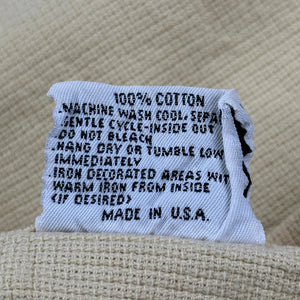 100% COTTON
.MACHINE WASH COOL, SEPA
.GENTLE CYCLE-INSIDE OUT
.DO NOT BLEACH
.HANG DRY OR TUMBLE LOW
IMMEDIATELY
.IRON DECORATED AREAS WIT
WARM IRON FROM INSIDE
(IF DESIRED)
MADE IN U.S.A.